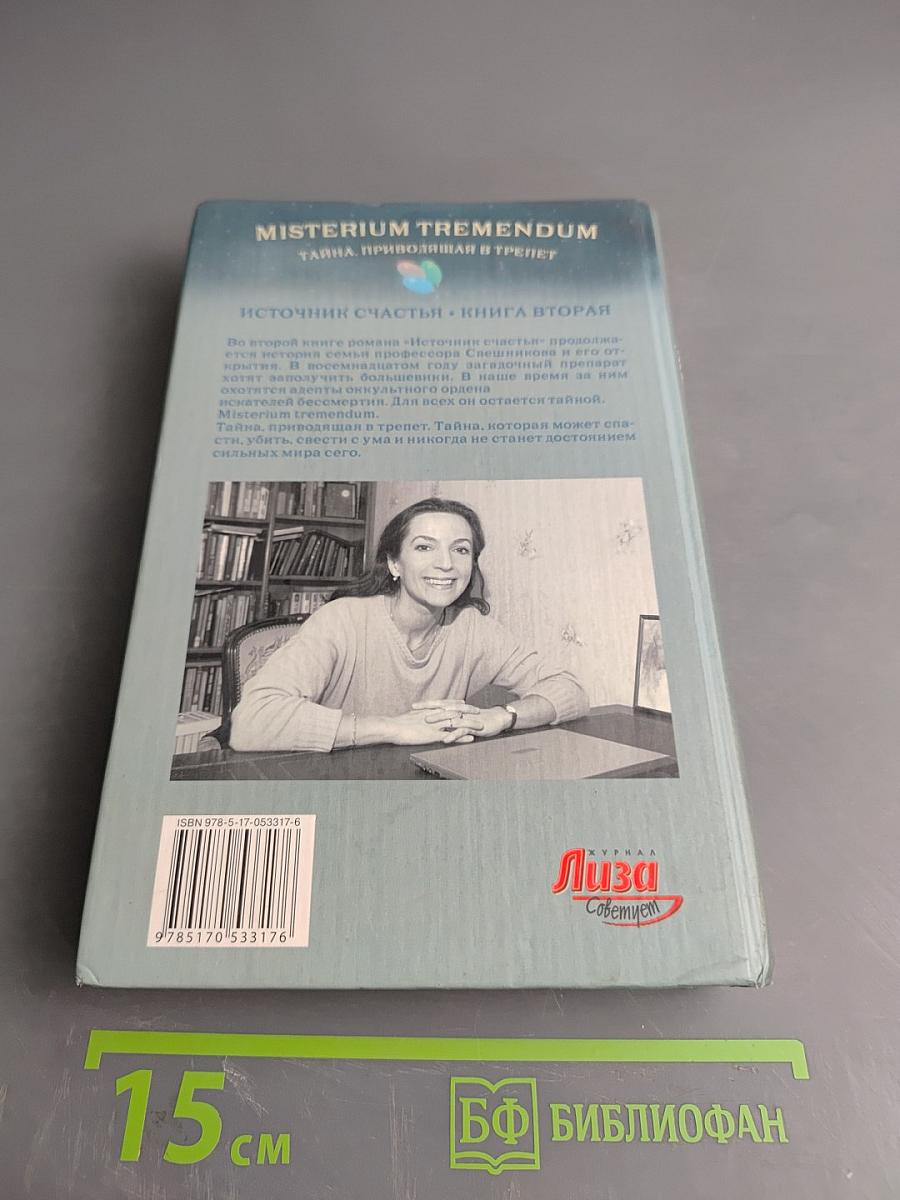 MISTERIUM TREMENDUM
ТАЙНА, ПРИВОДЯЩАЯ В ТРЕПЕТ
ИСТОЧНИК СЧАСТЬЯ • КНИГА ВТОРАЯ
Во второй книге романа «Источник счастья» продолжа-
ется история семьи профессора Свешникова и его от-
крытия. В восемнадцатом году загадочный препарат
хотят заполучить большевики. В наше время за ним
охотятся адепты оккультного ордена
искателей бессмертия. Для всех он остается тайной.
Misterium tremendum.
Тайна, приводящая в трепет. Тайна, которая может спа-
сти, убить, свести с ума и никогда не станет достоянием
сильных мира сего.
ISBN 978-5-17-053317-6
9 785170 533176
ЖУРНАЛ
Лиза
Советует
15 см
БФ БИБЛИОФАН